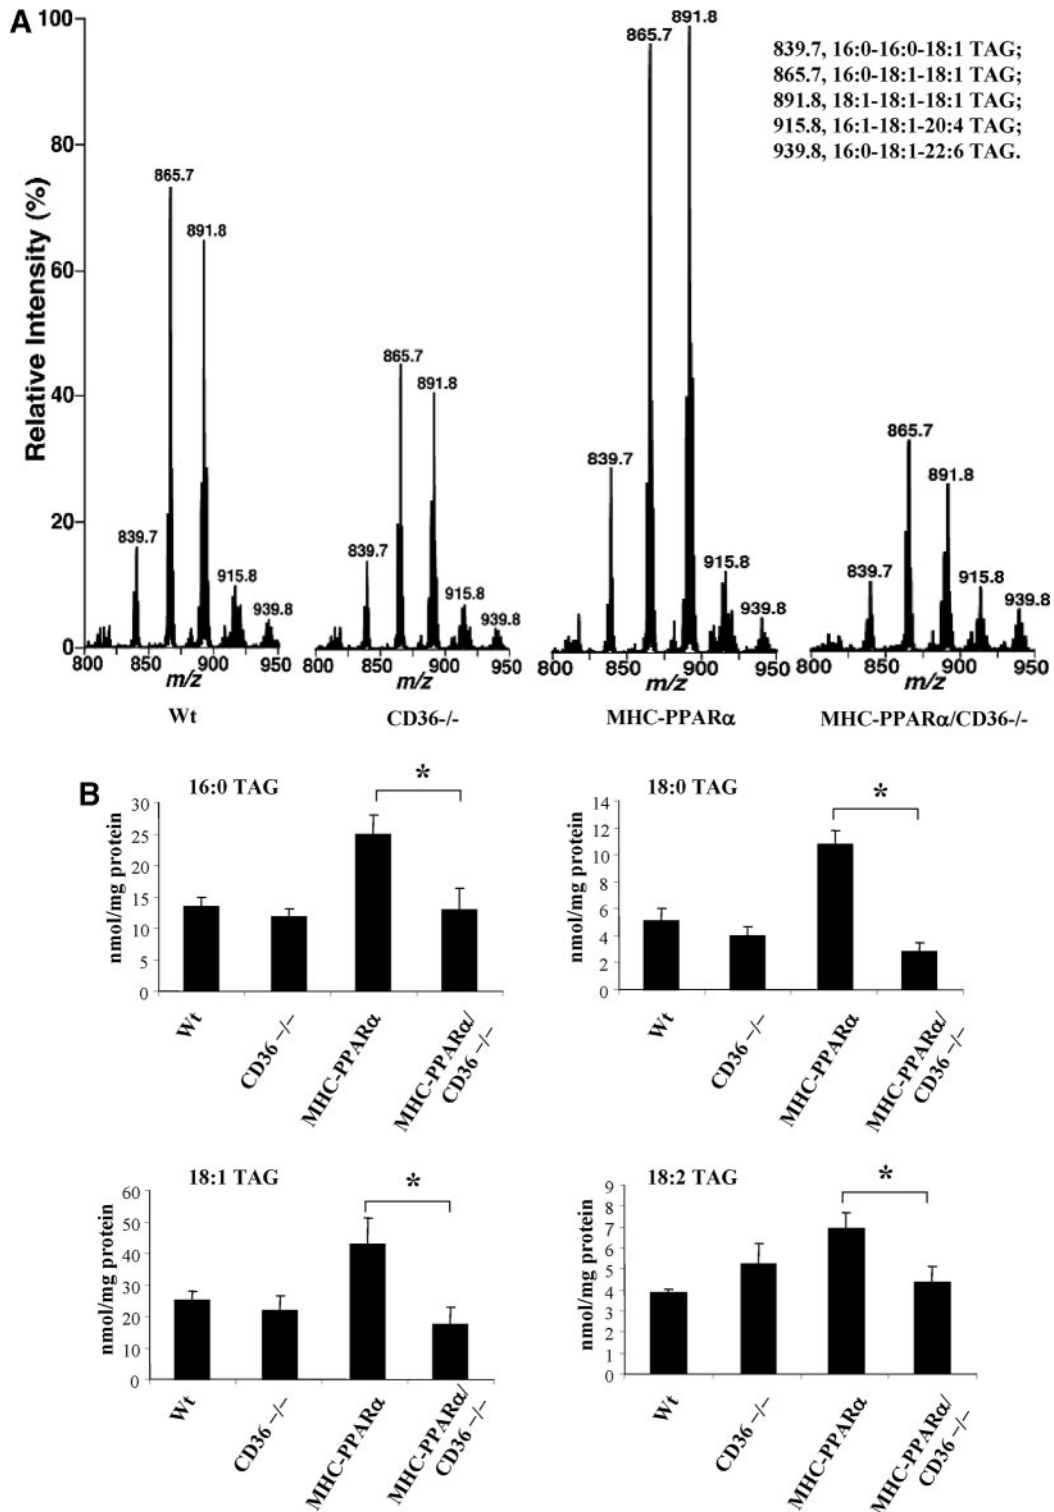 A
100
80
60
40
20
0
Relative Intensity (%)
839.7, 16:0-16:0-18:1 TAG;
865.7, 16:0-18:1-18:1 TAG;
891.8, 18:1-18:1-18:1 TAG;
915.8, 16:1-18:1-20:4 TAG;
939.8, 16:0-18:1-22:6 TAG.
839.7
865.7
891.8
915.8
939.8
800 850 900 950
m/z
Wt
839.7
865.7
891.8
915.8
939.8
800 850 900 950
m/z
CD36-/-
839.7
865.7
891.8
915.8
939.8
800 850 900 950
m/z
MHC-PPARα
839.7
865.7
891.8
915.8
939.8
800 850 900 950
m/z
MHC-PPARα/CD36-/-
B
16:0 TAG
*
nmol/mg protein
30
25
20
15
10
5
0
Wt
CD36 –/–
MHC-PPARα
MHC-PPARα/
CD36 –/–
18:0 TAG
*
nmol/mg protein
14
12
10
8
6
4
2
0
Wt
CD36 –/–
MHC-PPARα
MHC-PPARα/
CD36 –/–
18:1 TAG
*
nmol/mg protein
60
50
40
30
20
10
0
Wt
CD36 –/–
MHC-PPARα
MHC-PPARα/
CD36 –/–
18:2 TAG
*
nmol/mg protein
9
8
7
6
5
4
3
2
1
0
Wt
CD36 –/–
MHC-PPARα
MHC-PPARα/
CD36 –/–